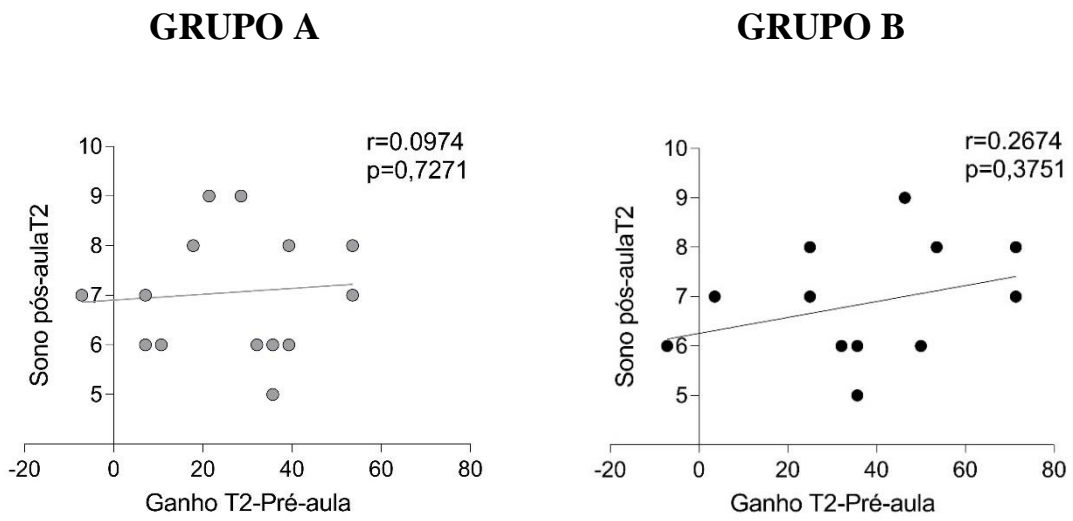 GRUPO A
r=0.0974
p=0,7271
10
9
8
7
6
5
Sono pós-aulaT2
-20 0 20 40 60 80
Ganho T2-Pré-aula
GRUPO B
r=0.2674
p=0,3751
10
9
8
7
6
5
Sono pós-aulaT2
-20 0 20 40 60 80
Ganho T2-Pré-aula